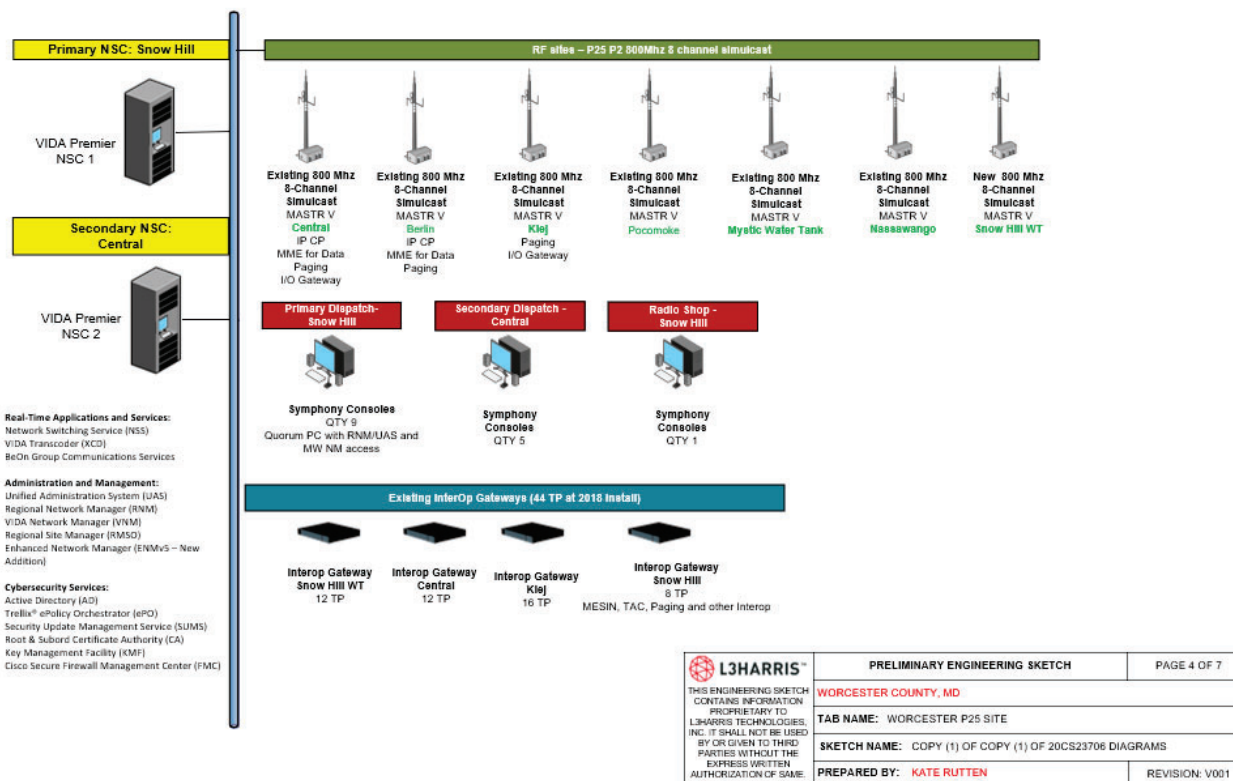 Primary NSC: Snow Hill
VIDA Premier
NSC 1
Secondary NSC:
Central
VIDA Premier
NSC 2
Real-Time Applications and Services:
Network Switching Service (NSS)
VIDA Transcoder (XCD)
BeOn Group Communications Services
Administration and Management:
Unified Administration System (UAS)
Regional Network Manager (RNM)
VIDA Network Manager (VNM)
Regional Site Manager (RMSO)
Enhanced Network Manager (ENMv5 – New
Addition)
Cybersecurity Services:
Active Directory (AD)
Trellix® ePolicy Orchestrator (ePO)
Security Update Management Service (SUMS)
Root & Subord Certificate Authority (CA)
Key Management Facility (KMF)
Cisco Secure Firewall Management Center (FMC)
RF sites – P25 P2 800Mhz 8 channel simulcast
Existing 800 Mhz
8-Channel
Simulcast
MASTR V
Central
IP CP
MME for Data
Paging
I/O Gateway
Existing 800 Mhz
8-Channel
Simulcast
MASTR V
Berlin
IP CP
MME for Data
Paging
Existing 800 Mhz
8-Channel
Simulcast
MASTR V
Klej
Paging
I/O Gateway
Existing 800 Mhz
8-Channel
Simulcast
MASTR V
Pocomoke
Existing 800 Mhz
8-Channel
Simulcast
MASTR V
Mystic Water Tank
Existing 800 Mhz
8-Channel
Simulcast
MASTR V
Nassawango
New 800 Mhz
8-Channel
Simulcast
MASTR V
Snow Hill WT
Primary Dispatch-
Snow Hill
Symphony Consoles
QTY 9
Quorum PC with RNM/UAS and
MW NM access
Secondary Dispatch -
Central
Symphony
Consoles
QTY 5
Radio Shop -
Snow Hill
Symphony
Consoles
QTY 1
Existing InterOp Gateways (44 TP at 2018 Install)
Interop Gateway
Snow Hill WT
12 TP
Interop Gateway
Central
12 TP
Interop Gateway
Klej
16 TP
Interop Gateway
Snow Hill
8 TP
MESIN, TAC, Paging and other Interop
L3HARRIS™
THIS ENGINEERING SKETCH
CONTAINS INFORMATION
PROPRIETARY TO
L3HARRIS TECHNOLOGIES,
INC. IT SHALL NOT BE USED
BY OR GIVEN TO THIRD
PARTIES WITHOUT THE
EXPRESS WRITTEN
AUTHORIZATION OF SAME.
PRELIMINARY ENGINEERING SKETCH
PAGE 4 OF 7
WORCESTER COUNTY, MD
TAB NAME: WORCESTER P25 SITE
SKETCH NAME: COPY (1) OF COPY (1) OF 20CS23706 DIAGRAMS
PREPARED BY: KATE RUTTEN
REVISION: V001